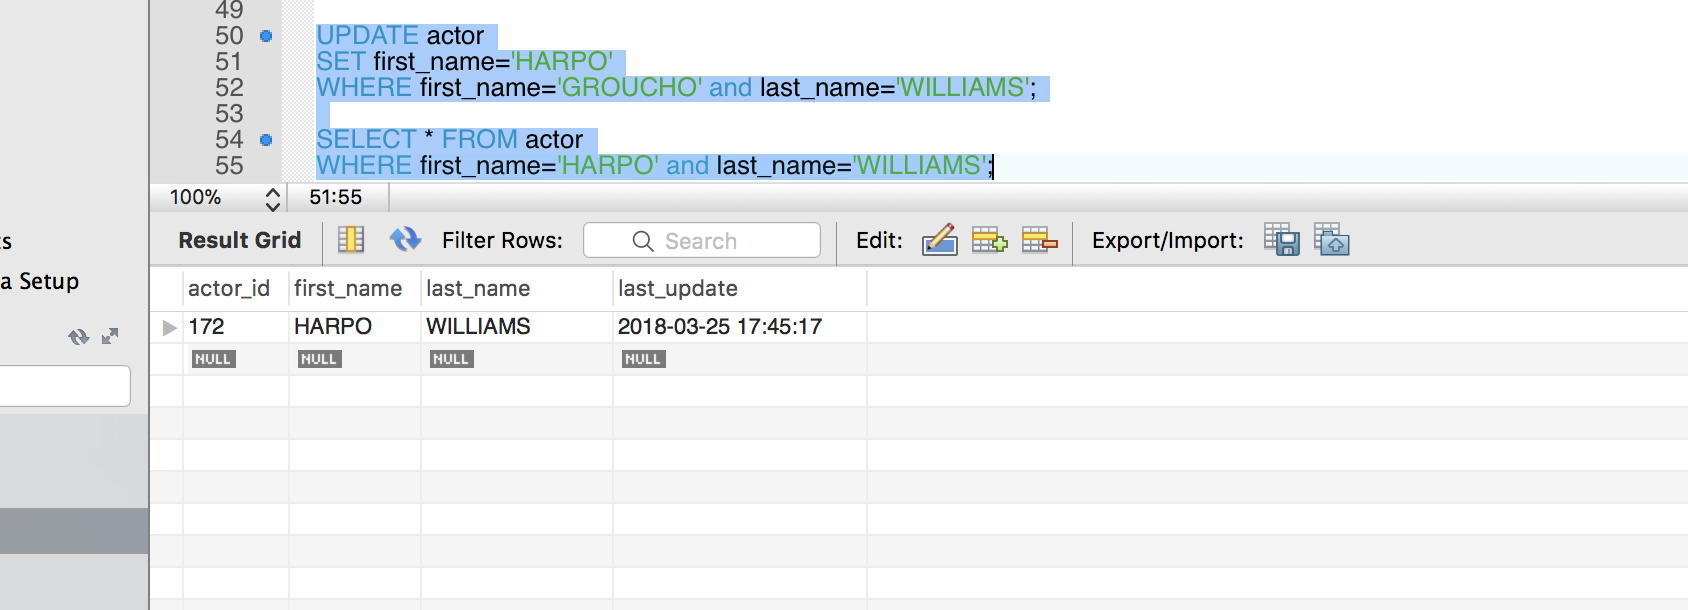 49
50 UPDATE actor
51 SET first_name='HARPO'
52 WHERE first_name='GROUCHO' and last_name='WILLIAMS';
53
54 SELECT * FROM actor
55 WHERE first_name='HARPO' and last_name='WILLIAMS';
100% 51:55
s
a Setup
Result Grid Filter Rows: Search Edit: Export/Import:
actor_id first_name last_name last_update
172 HARPO WILLIAMS 2018-03-25 17:45:17
NULL NULL NULL NULL